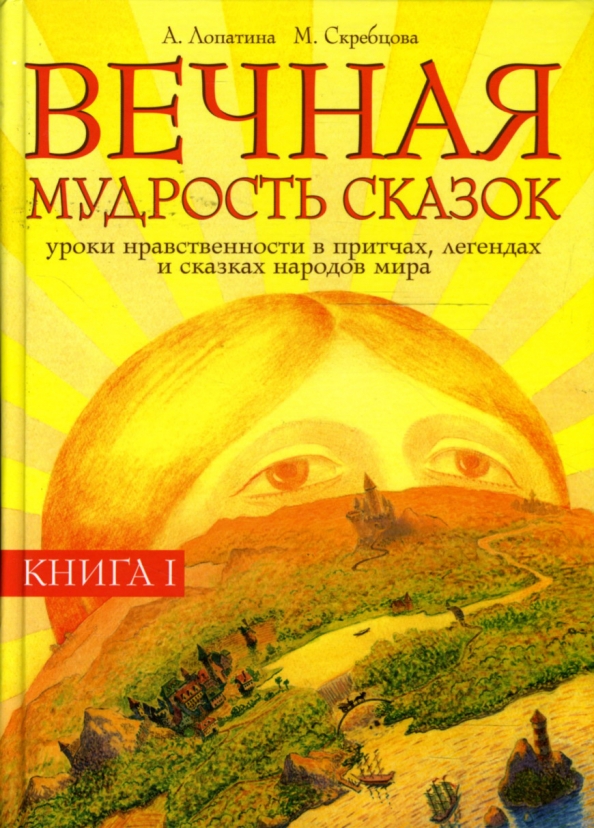 А. Лопатина М. Скребцова
ВЕЧНАЯ
МУДРОСТЬ СКАЗОК
уроки нравственности в притчах, легендах
и сказках народов мира
КНИГА I